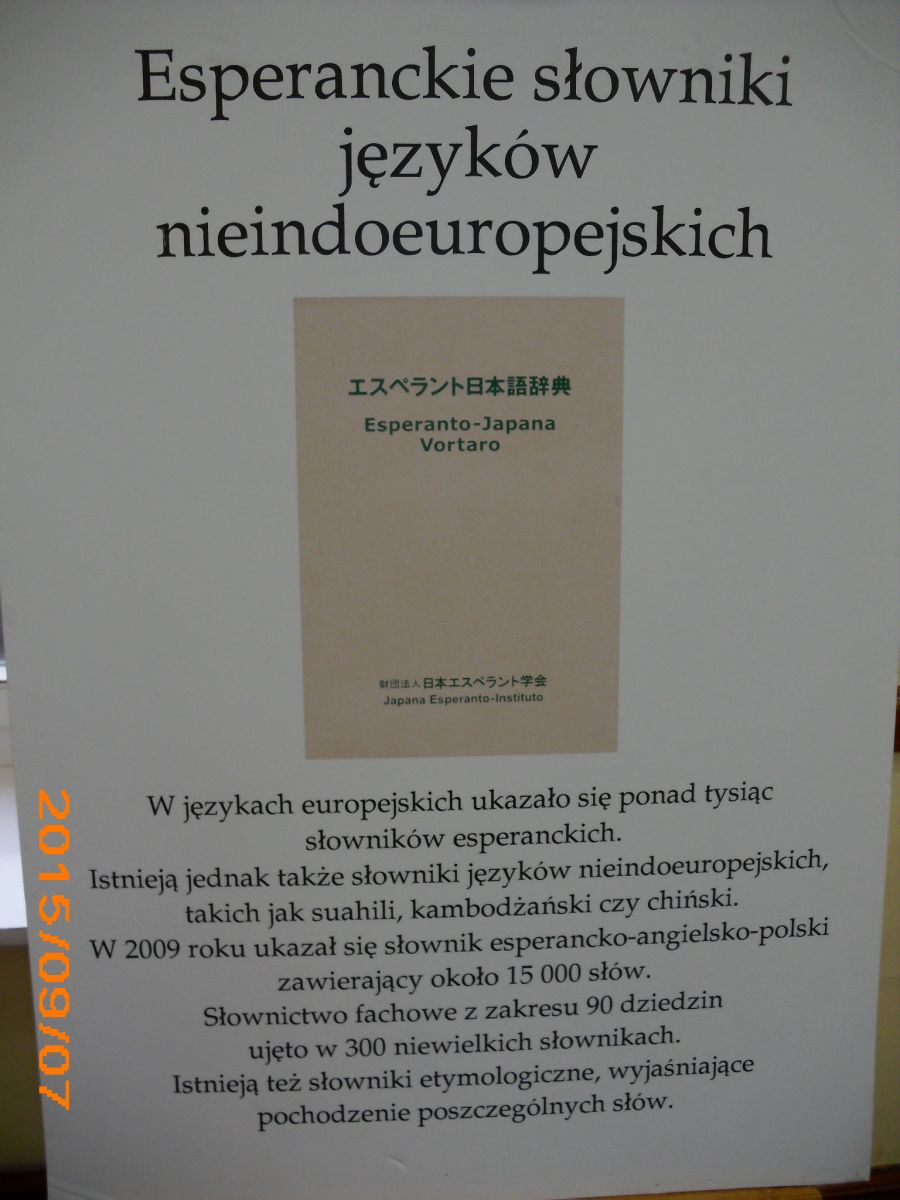 Esperanckie słowniki
języków
nieindoeuropejskich
エスペラント日本語辞典
Esperanto-Japana
Vortaro
財団法人日本エスペラント学会
Japana Esperanto-Instituto
W językach europejskich ukazało się ponad tysiąc
słowników esperanckich.
Istnieją jednak także słowniki języków nieindoeuropejskich,
takich jak suahili, kambodżański czy chiński.
W 2009 roku ukazał się słownik esperancko-angielsko-polski
zawierający około 15 000 słów.
Słownictwo fachowe z zakresu 90 dziedzin
ujęto w 300 niewielkich słownikach.
Istnieją też słowniki etymologiczne, wyjaśniające
pochodzenie poszczególnych słów.
2015/09/07